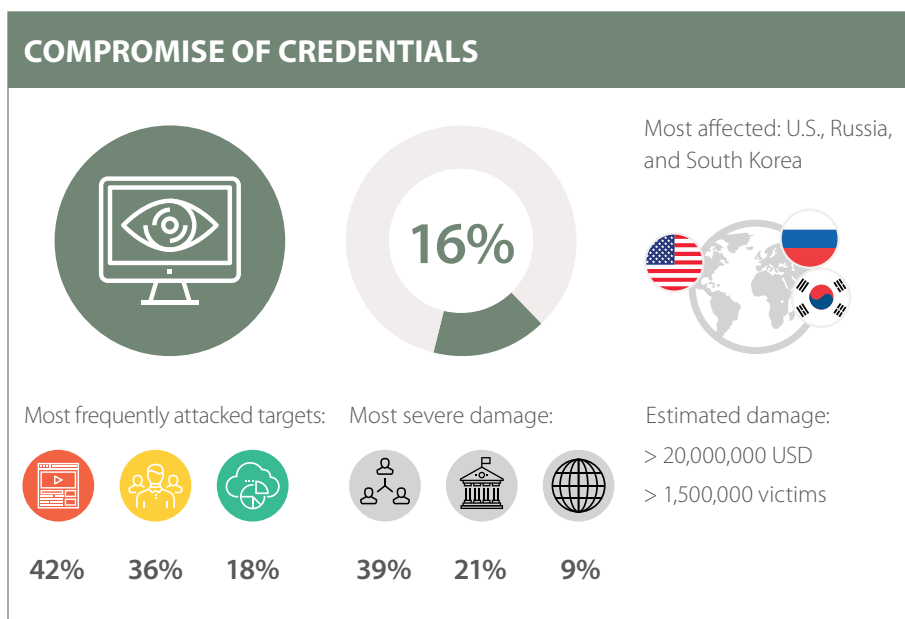 COMPROMISE OF CREDENTIALS
16%
Most affected: U.S., Russia,
and South Korea
Most frequently attacked targets:
42% 36% 18%
Most severe damage:
39% 21% 9%
Estimated damage:
> 20,000,000 USD
> 1,500,000 victims